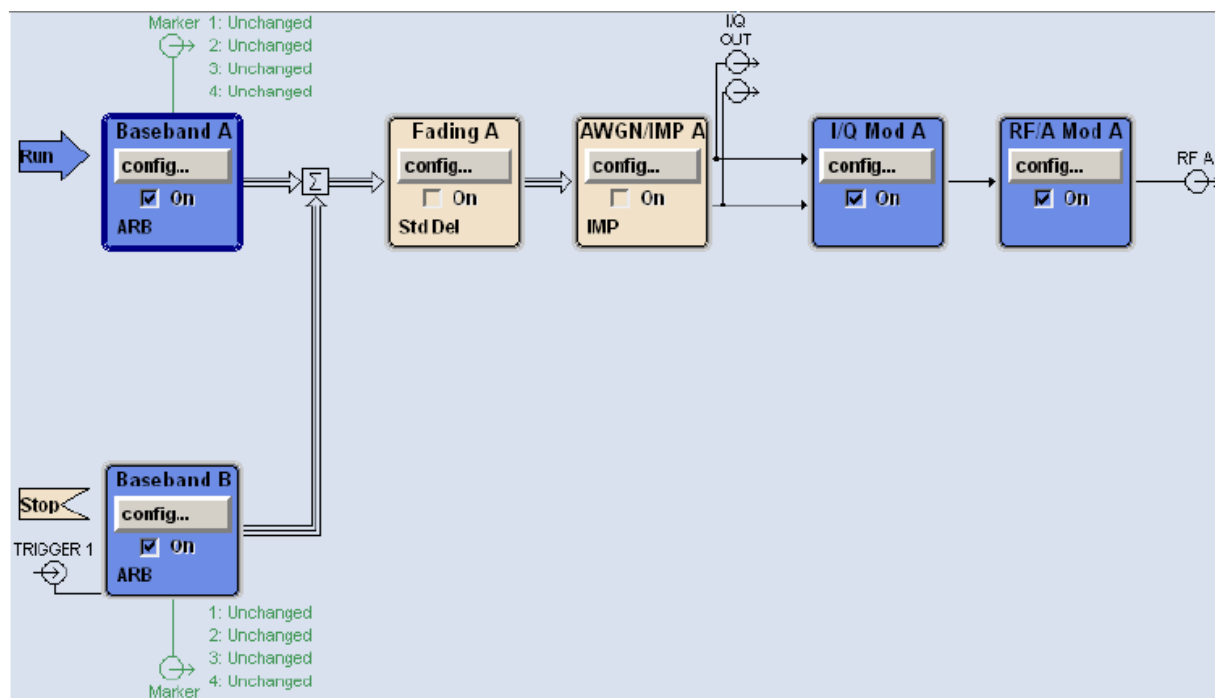 Marker 1: Unchanged
2: Unchanged
3: Unchanged
4: Unchanged
I/Q
OUT
Run
Baseband A
config...
On
ARB
Σ
Fading A
config...
On
Std Del
AWGN/IMP A
config...
On
IMP
I/Q Mod A
config...
On
RF/A Mod A
config...
On
RF A
Stop
TRIGGER 1
Baseband B
config...
On
ARB
1: Unchanged
2: Unchanged
3: Unchanged
Marker 4: Unchanged